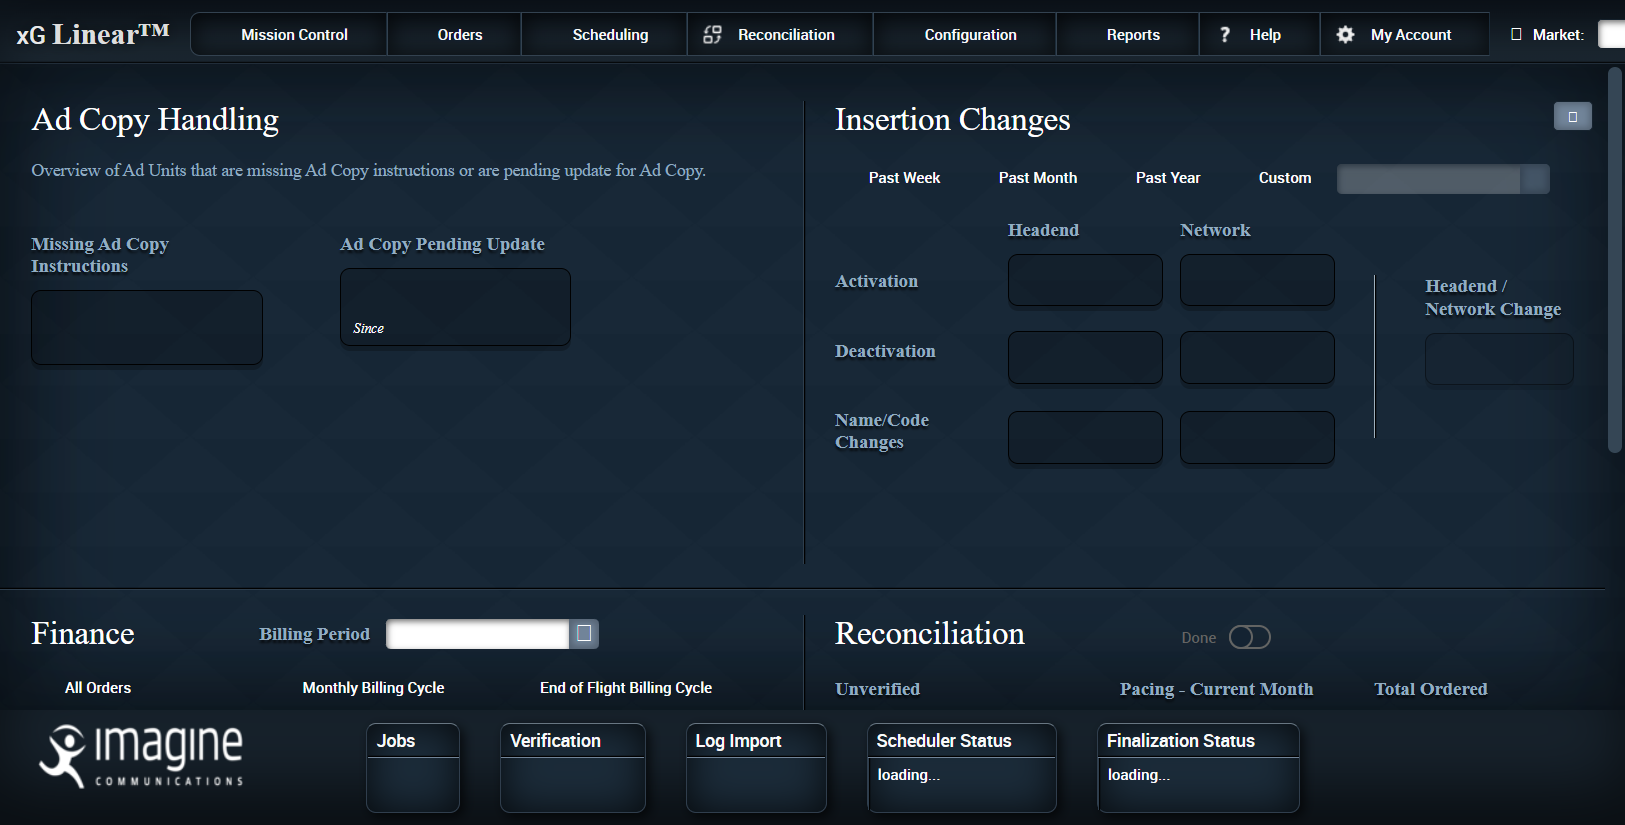 xG Linear™
Mission Control
Orders
Scheduling
Reconciliation
Configuration
Reports
? Help
My Account
Market:
Ad Copy Handling
Overview of Ad Units that are missing Ad Copy instructions or are pending update for Ad Copy.
Missing Ad Copy
Instructions
Ad Copy Pending Update
Since
Insertion Changes
Past Week
Past Month
Past Year
Custom
Headend
Network
Activation
Deactivation
Name/Code
Changes
Headend /
Network Change
Finance
Billing Period
All Orders
Monthly Billing Cycle
End of Flight Billing Cycle
Reconciliation
Done
Unverified
Pacing - Current Month
Total Ordered
imagine
COMMUNICATIONS
Jobs
Verification
Log Import
Scheduler Status
loading...
Finalization Status
loading...